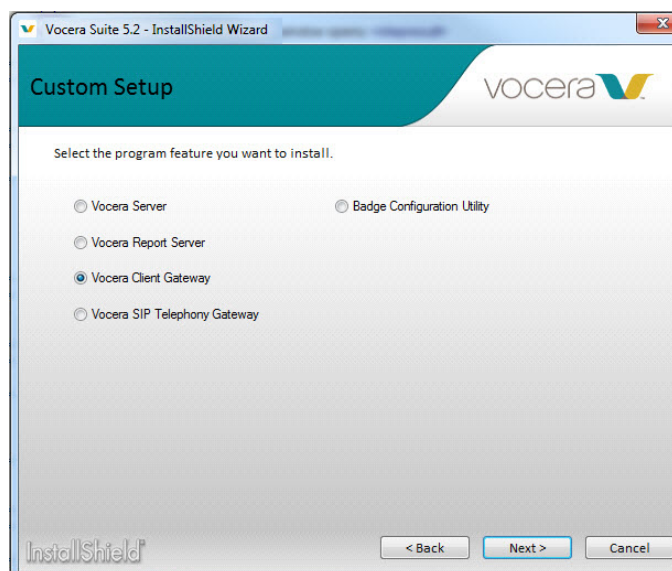 Vocera Suite 5.2 - InstallShield Wizard
Custom Setup
vocera
Select the program feature you want to install.
Vocera Server
Badge Configuration Utility
Vocera Report Server
Vocera Client Gateway
Vocera SIP Telephony Gateway
InstallShield
< Back
Next >
Cancel